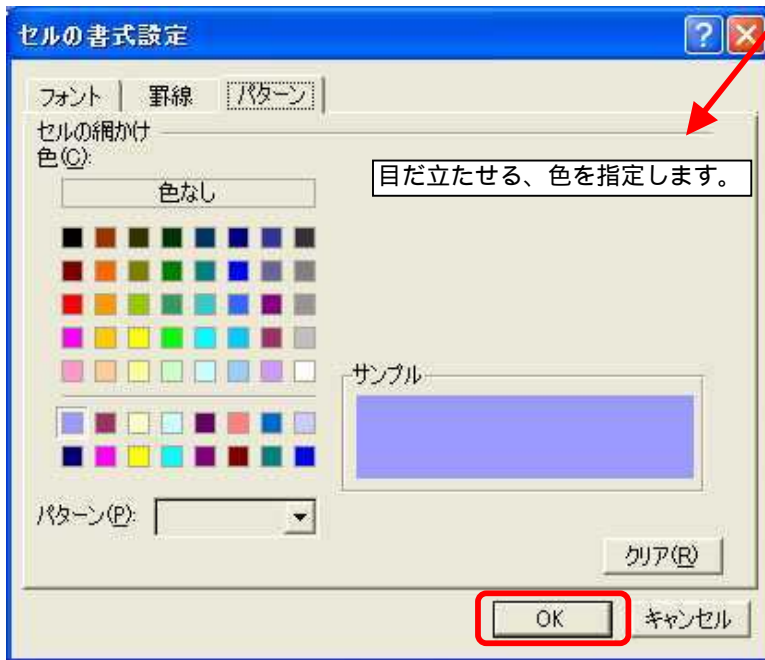 セルの書式設定
フォント 罫線 パターン
セルの網かけ
色(C):
色なし
目だ立たせる、色を指定します。
サンプル
パターン(P):
クリア(R)
OK キャンセル